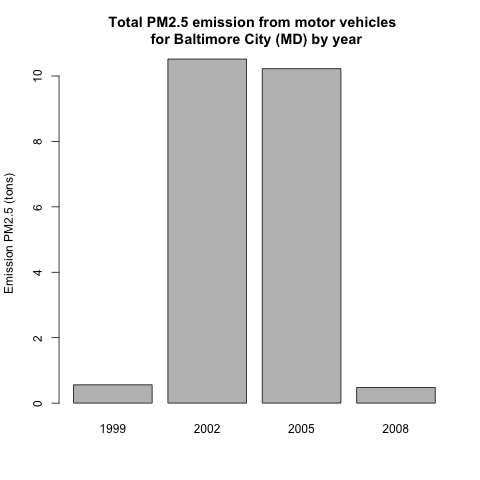 Total PM2.5 emission from motor vehicles
for Baltimore City (MD) by year
Emission PM2.5 (tons)
10
8
6
4
2
0
1999 2002 2005 2008